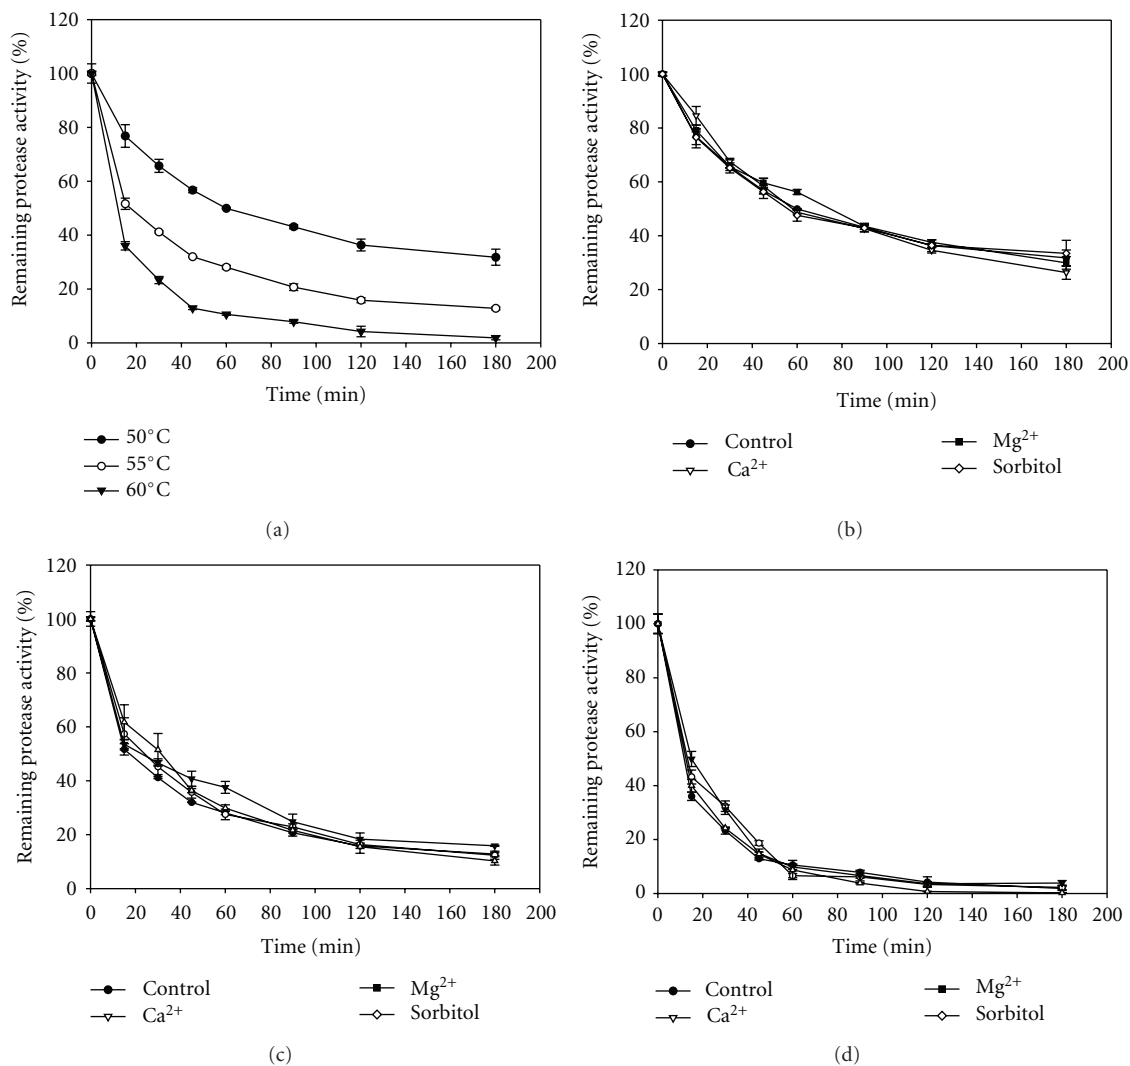 120
100
80
60
40
20
0
Remaining protease activity (%)
0 20 40 60 80 100 120 140 160 180 200
Time (min)
50°C
55°C
60°C
(a)
120
100
80
60
40
20
0
Remaining protease activity (%)
0 20 40 60 80 100 120 140 160 180 200
Time (min)
Control
Ca²⁺
Mg²⁺
Sorbitol
(b)
120
100
80
60
40
20
0
Remaining protease activity (%)
0 20 40 60 80 100 120 140 160 180 200
Time (min)
Control
Ca²⁺
Mg²⁺
Sorbitol
(c)
120
100
80
60
40
20
0
Remaining protease activity (%)
0 20 40 60 80 100 120 140 160 180 200
Time (min)
Control
Ca²⁺
Mg²⁺
Sorbitol
(d)